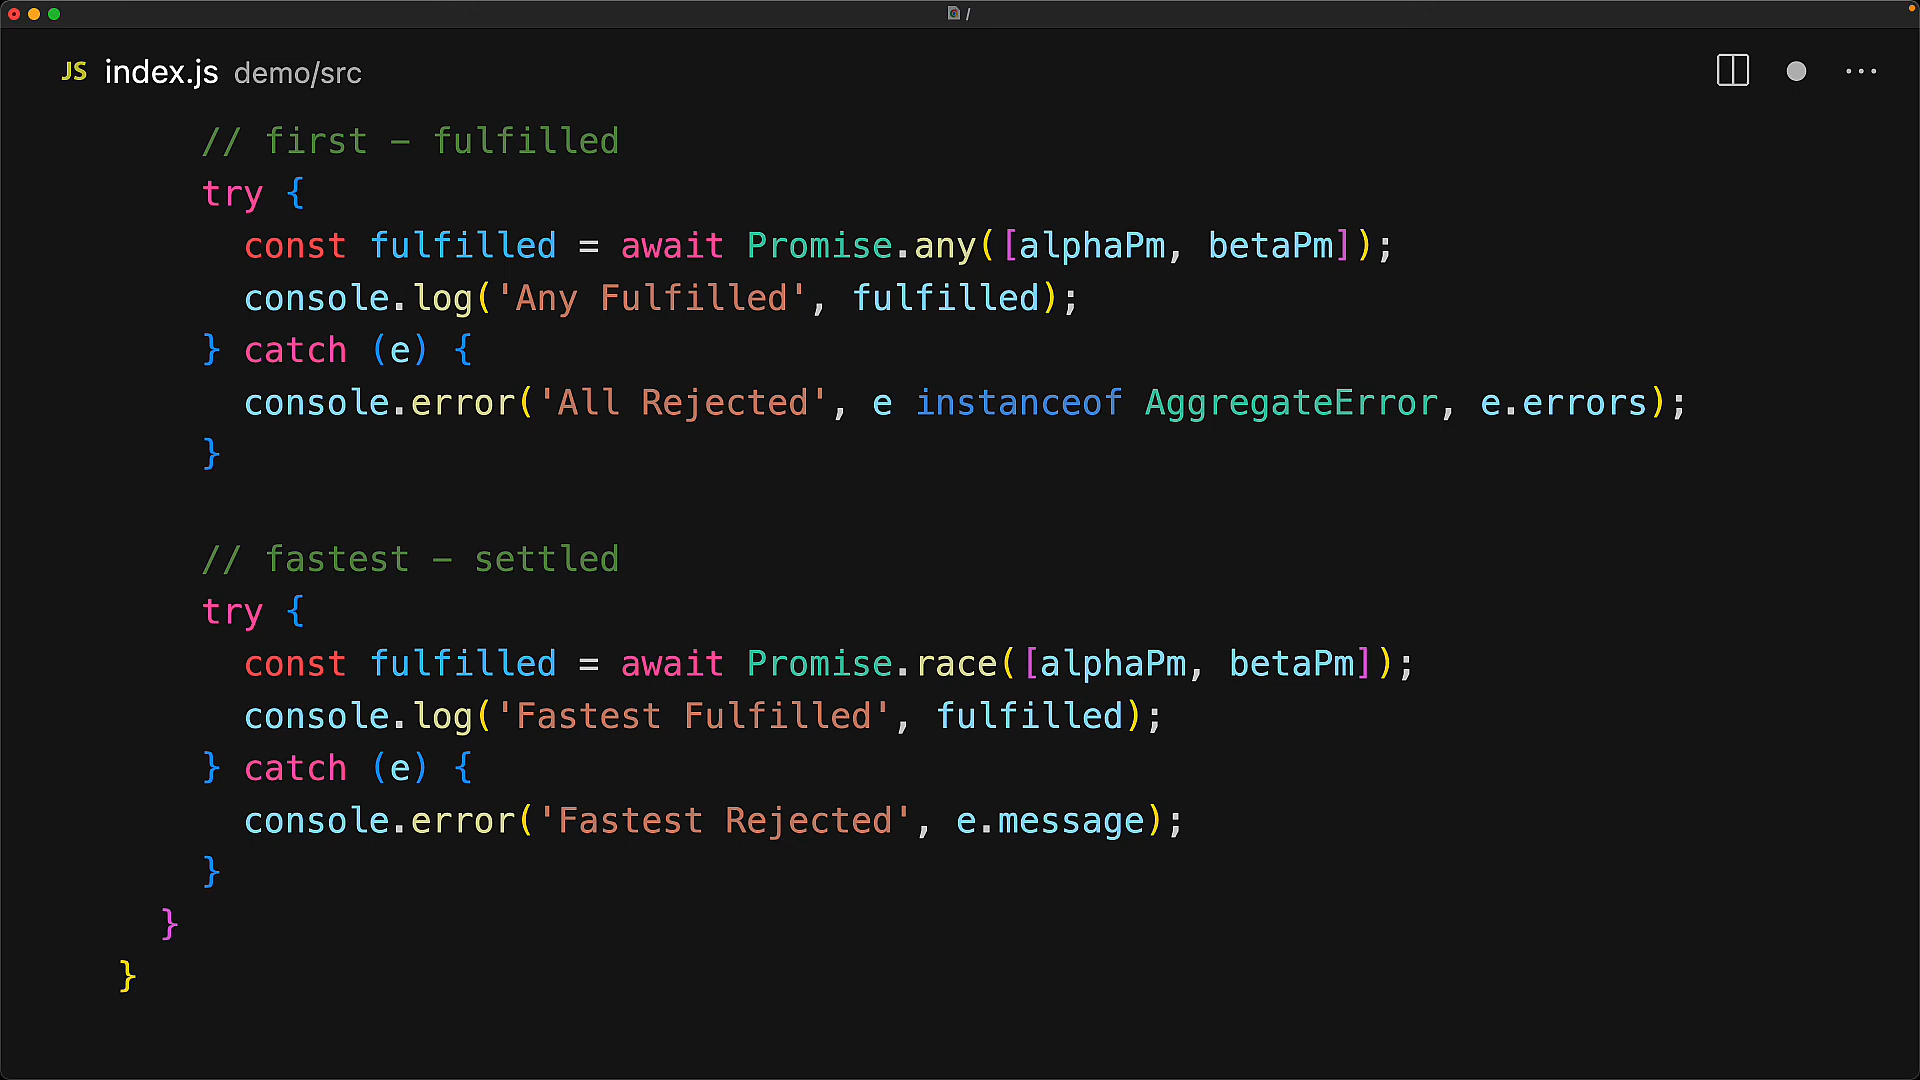 /
JS index.js demo/src
// first - fulfilled
try {
const fulfilled = await Promise.any([alphaPm, betaPm]);
console.log('Any Fulfilled', fulfilled);
} catch (e) {
console.error('All Rejected', e instanceof AggregateError, e.errors);
}
// fastest - settled
try {
const fulfilled = await Promise.race([alphaPm, betaPm]);
console.log('Fastest Fulfilled', fulfilled);
} catch (e) {
console.error('Fastest Rejected', e.message);
}
}
}